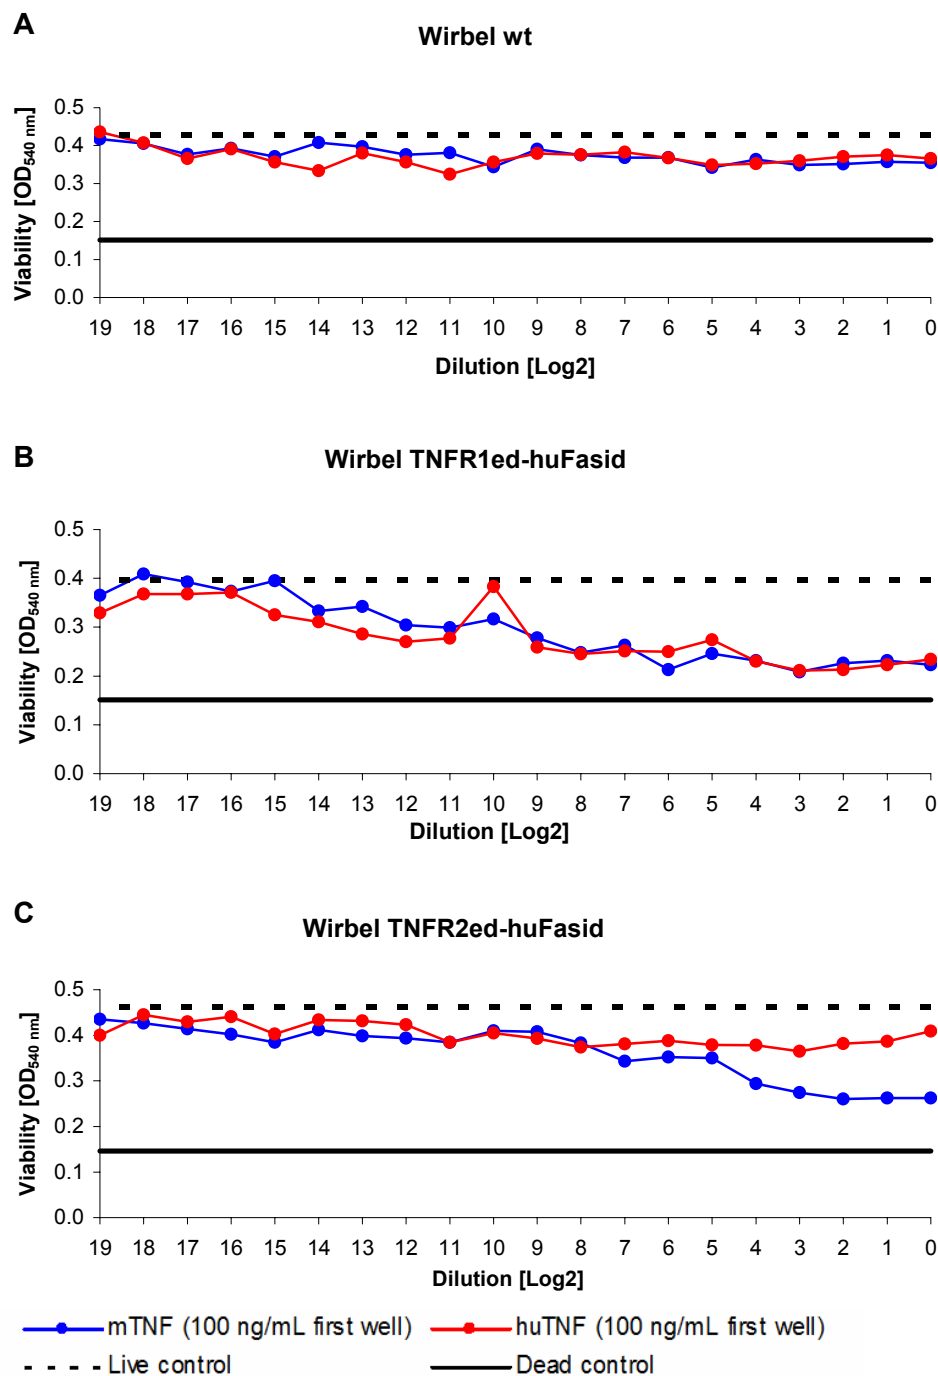 A
Wirbel wt
Viability [OD540 nm]
0.5
0.4
0.3
0.2
0.1
0.0
19 18 17 16 15 14 13 12 11 10 9 8 7 6 5 4 3 2 1 0
Dilution [Log2]
B
Wirbel TNFR1ed-huFasid
Viability [OD540 nm]
0.5
0.4
0.3
0.2
0.1
0.0
19 18 17 16 15 14 13 12 11 10 9 8 7 6 5 4 3 2 1 0
Dilution [Log2]
C
Wirbel TNFR2ed-huFasid
Viability [OD540 nm]
0.5
0.4
0.3
0.2
0.1
0.0
19 18 17 16 15 14 13 12 11 10 9 8 7 6 5 4 3 2 1 0
Dilution [Log2]
mTNF (100 ng/mL first well) huTNF (100 ng/mL first well)
Live control Dead control